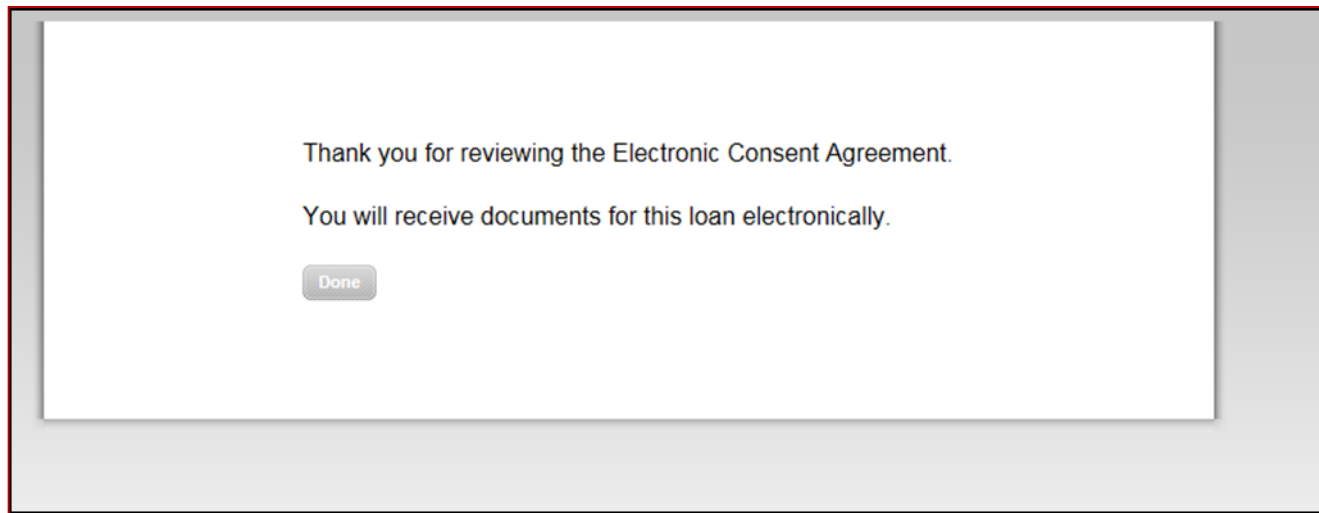 Thank you for reviewing the Electronic Consent Agreement.
You will receive documents for this loan electronically.
Done